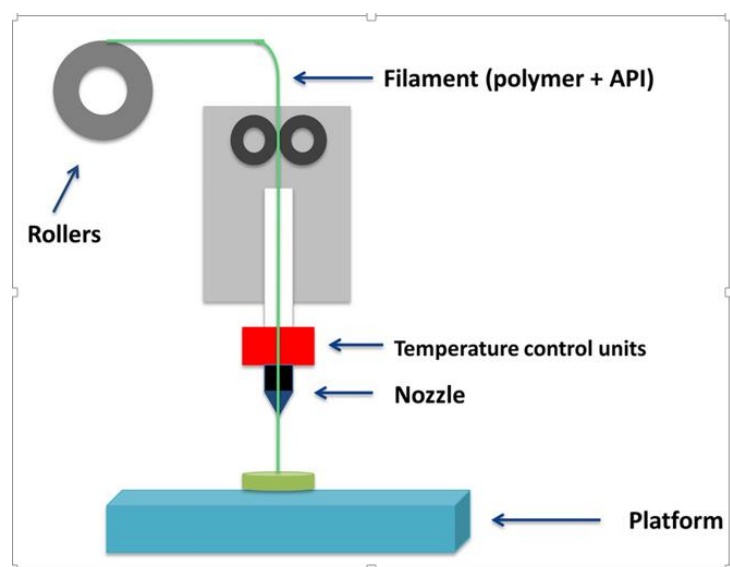 Filament (polymer + API)
Rollers
Temperature control units
Nozzle
Platform